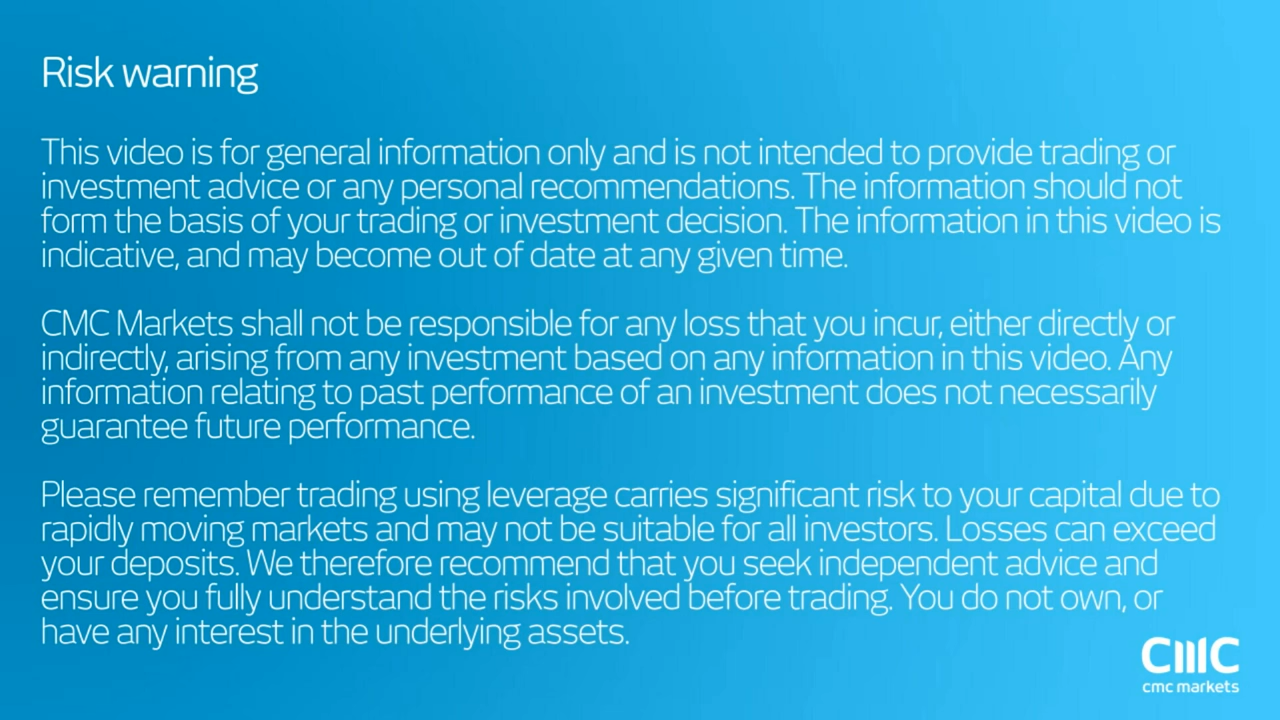 Risk warning
This video is for general information only and is not intended to provide trading or
investment advice or any personal recommendations. The information should not
form the basis of your trading or investment decision. The information in this video is
indicative, and may become out of date at any given time.
CMC Markets shall not be responsible for any loss that you incur, either directly or
indirectly, arising from any investment based on any information in this video. Any
information relating to past performance of an investment does not necessarily
guarantee future performance.
Please remember trading using leverage carries significant risk to your capital due to
rapidly moving markets and may not be suitable for all investors. Losses can exceed
your deposits. We therefore recommend that you seek independent advice and
ensure you fully understand the risks involved before trading. You do not own, or
have any interest in the underlying assets.
CMC
cmc markets